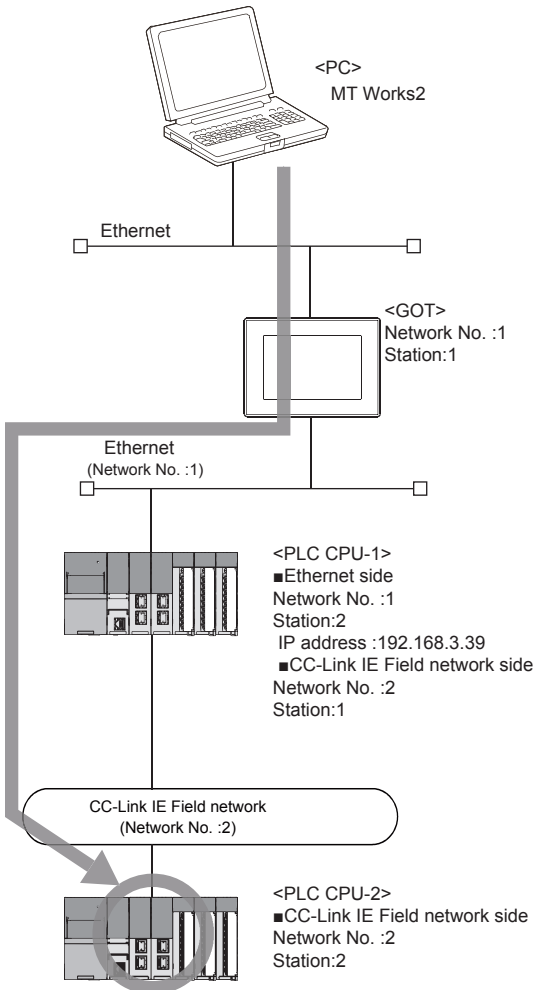 <PC>
MT Works2
Ethernet
<GOT>
Network No. :1
Station:1
Ethernet
(Network No. :1)
<PLC CPU-1>
■Ethernet side
Network No. :1
Station:2
IP address :192.168.3.39
■CC-Link IE Field network side
Network No. :2
Station:1
CC-Link IE Field network
(Network No. :2)
<PLC CPU-2>
■CC-Link IE Field network side
Network No. :2
Station:2